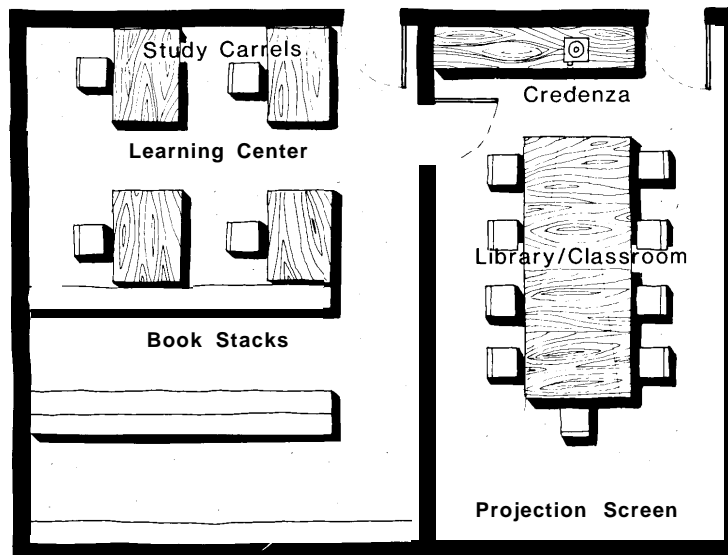 Study Carrels
Credenza
Learning Center
Library/Classroom
Book Stacks
Projection Screen